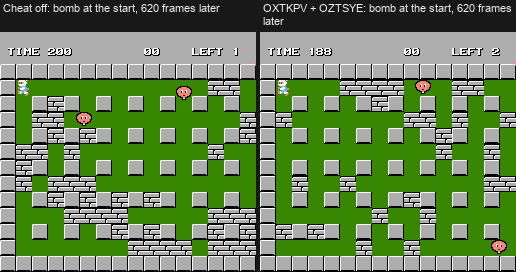 Cheat off: bomb at the start, 620 frames later
TIME 200 00 LEFT 1
OXTKPV + OZTSYE: bomb at the start, 620 frames
later
TIME 188 00 LEFT 2